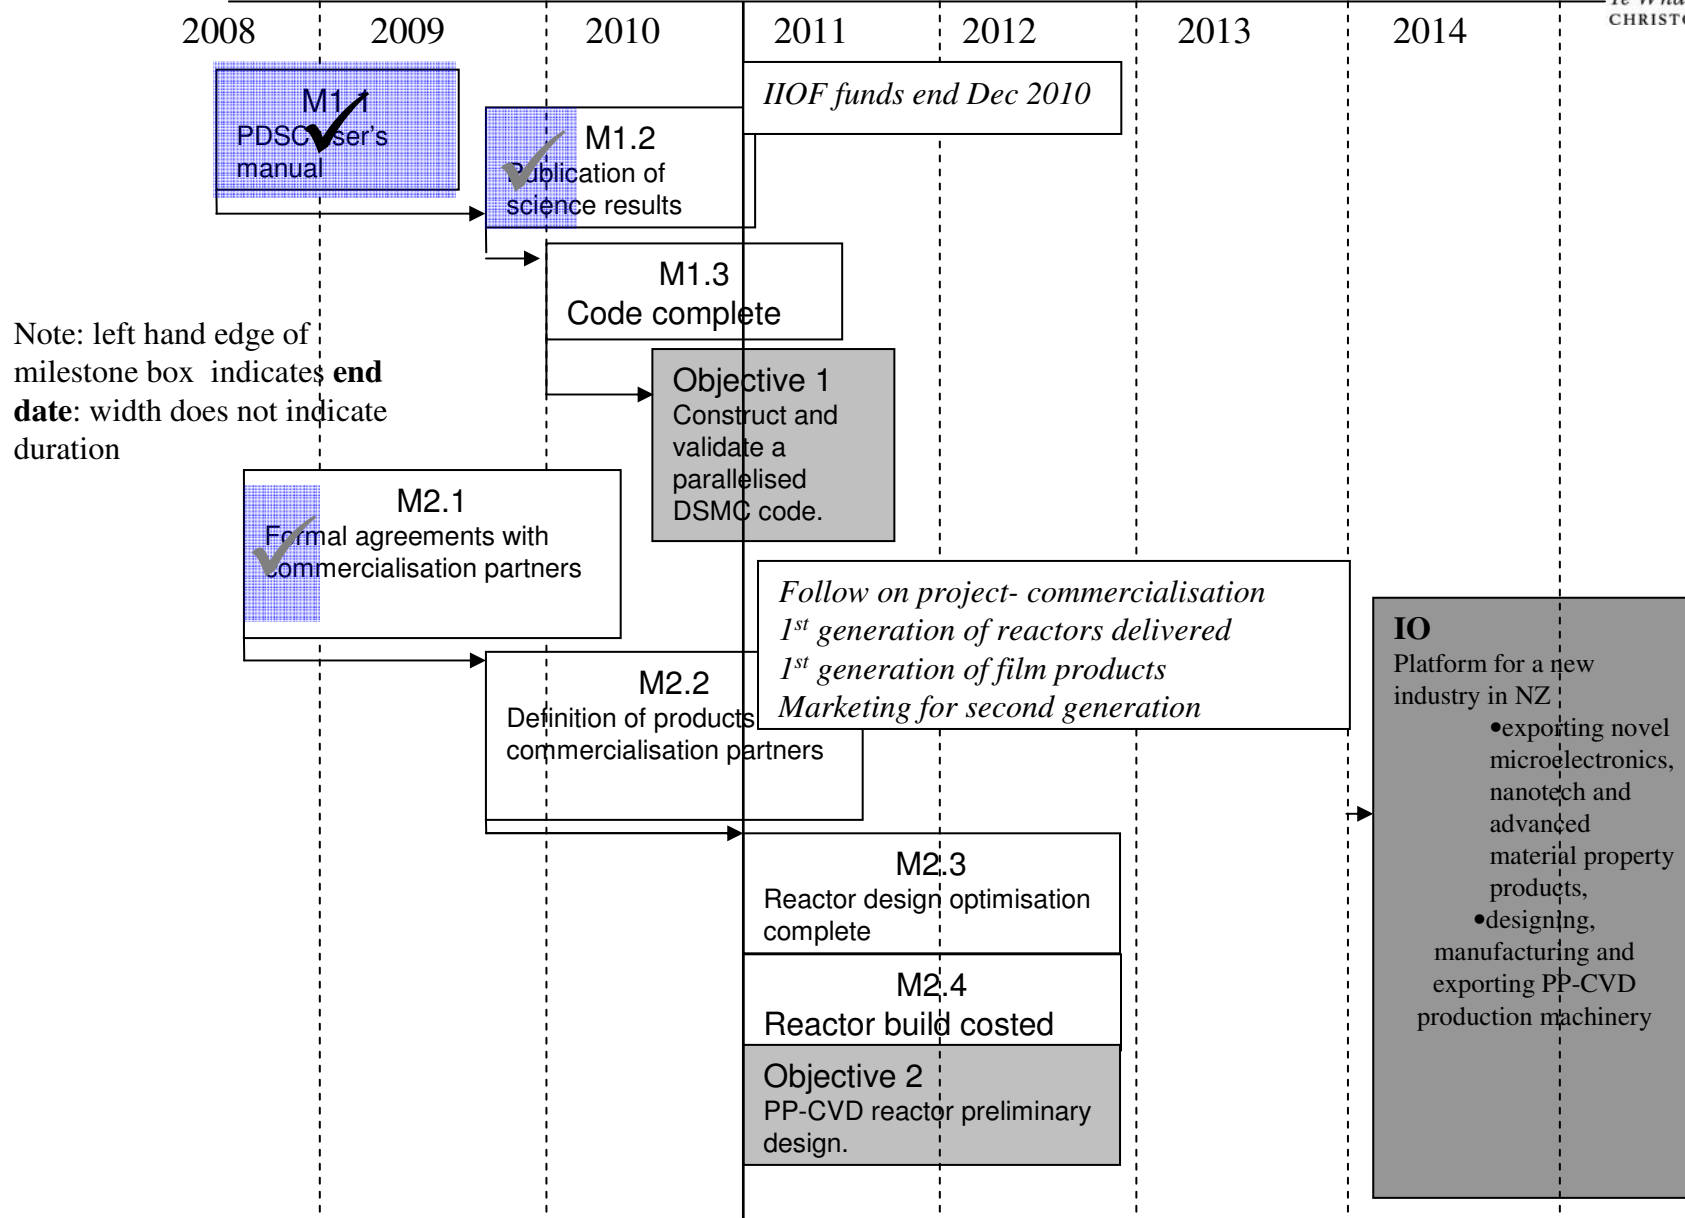 CHRIST
2008 2009 2010 2011 2012 2013 2014
M1.1
PDSC user's
manual
IIOF funds end Dec 2010
M1.2
Publication of
science results
M1.3
Code complete
Note: left hand edge of
milestone box indicates end
date: width does not indicate
duration
Objective 1
Construct and
validate a
parallelised
DSMC code.
M2.1
Formal agreements with
commercialisation partners
Follow on project- commercialisation
1st generation of reactors delivered
1st generation of film products
Marketing for second generation
M2.2
Definition of products
commercialisation partners
IO
Platform for a new
industry in NZ
•exporting novel
microelectronics,
nanotech and
advanced
material property
products,
•designing,
manufacturing and
exporting PP-CVD
production machinery
M2.3
Reactor design optimisation
complete
M2.4
Reactor build costed
Objective 2
PP-CVD reactor preliminary
design.